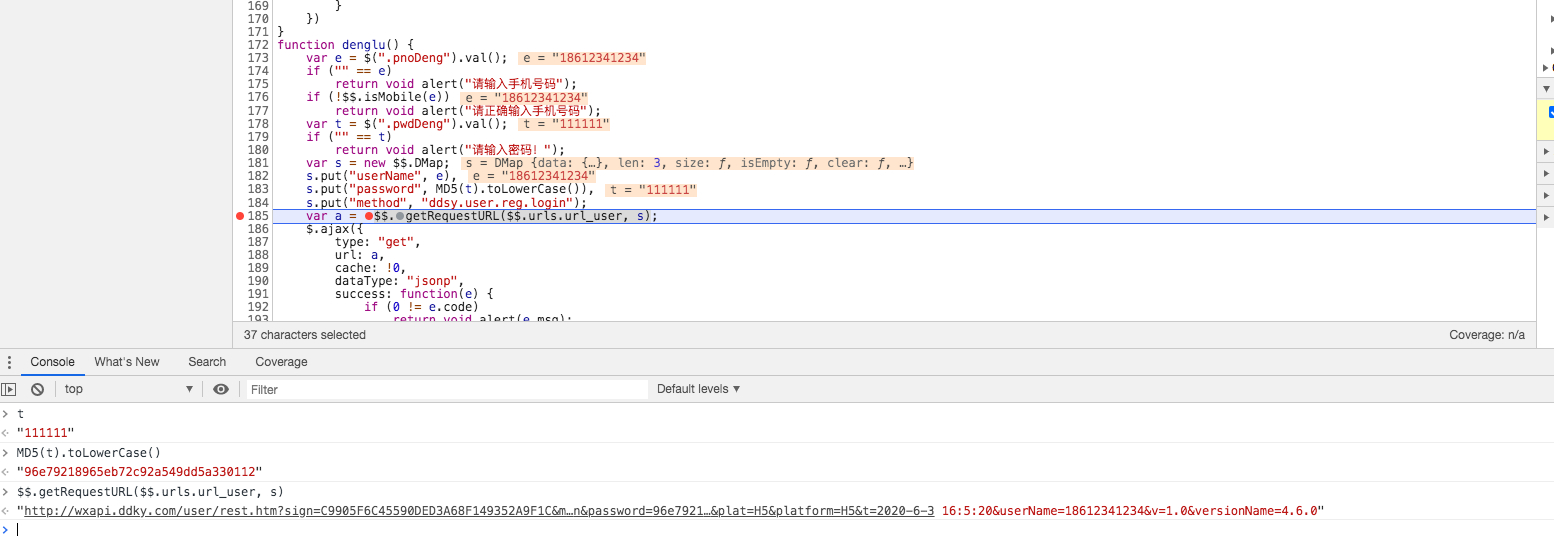 169 }
170 })
171 }
172 function denglu() {
173 var e = $(".pnoDeng").val(); e = "18612341234"
174 if ("" == e)
175 return void alert("请输入手机号码");
176 if (!$$.isMobile(e)) e = "18612341234"
177 return void alert("请正确输入手机号码");
178 var t = $(".pwdDeng").val(); t = "111111"
179 if ("" == t)
180 return void alert("请输入密码！");
181 var s = new $$.DMap; s = DMap {data: {…}, len: 3, size: ƒ, isEmpty: ƒ, clear: ƒ, …}
182 s.put("userName", e), e = "18612341234"
183 s.put("password", MD5(t).toLowerCase()), t = "111111"
184 s.put("method", "ddsy.user.reg.login");
185 var a = $$.getRequestURL($$.urls.url_user, s);
186 $.ajax({
187 type: "get",
188 url: a,
189 cache: !0,
190 dataType: "jsonp",
191 success: function(e) {
192 if (0 != e.code)
193 return void alert(e.msg);
37 characters selected Coverage: n/a
Console What's New Search Coverage
top Filter Default levels
t
"111111"
MD5(t).toLowerCase()
"96e79218965eb72c92a549dd5a330112"
$$.getRequestURL($$.urls.url_user, s)
"http://wxapi.ddky.com/user/rest.htm?sign=C9905F6C45590DED3A68F149352A9F1C&m…n&password=96e7921…&plat=H5&platform=H5&t=2020-6-3 16:5:20&userName=18612341234&v=1.0&versionName=4.6.0"